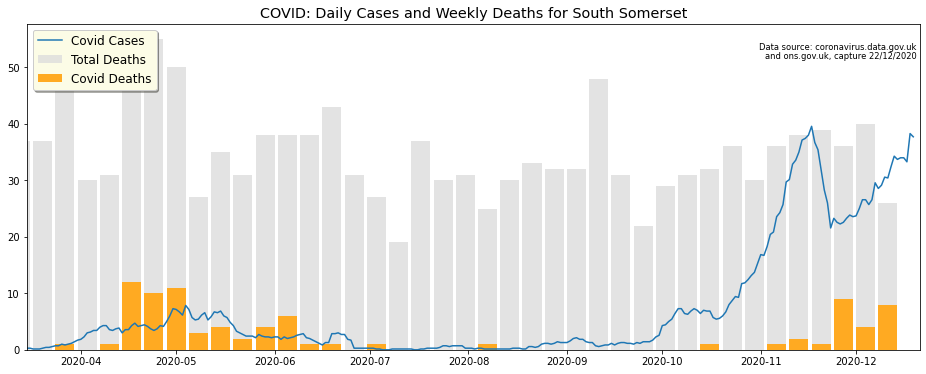 COVID: Daily Cases and Weekly Deaths for South Somerset
Covid Cases
Total Deaths
Covid Deaths
Data source: coronavirus.data.gov.uk
and ons.gov.uk, capture 22/12/2020
50
40
30
20
10
0
2020-04 2020-05 2020-06 2020-07 2020-08 2020-09 2020-10 2020-11 2020-12